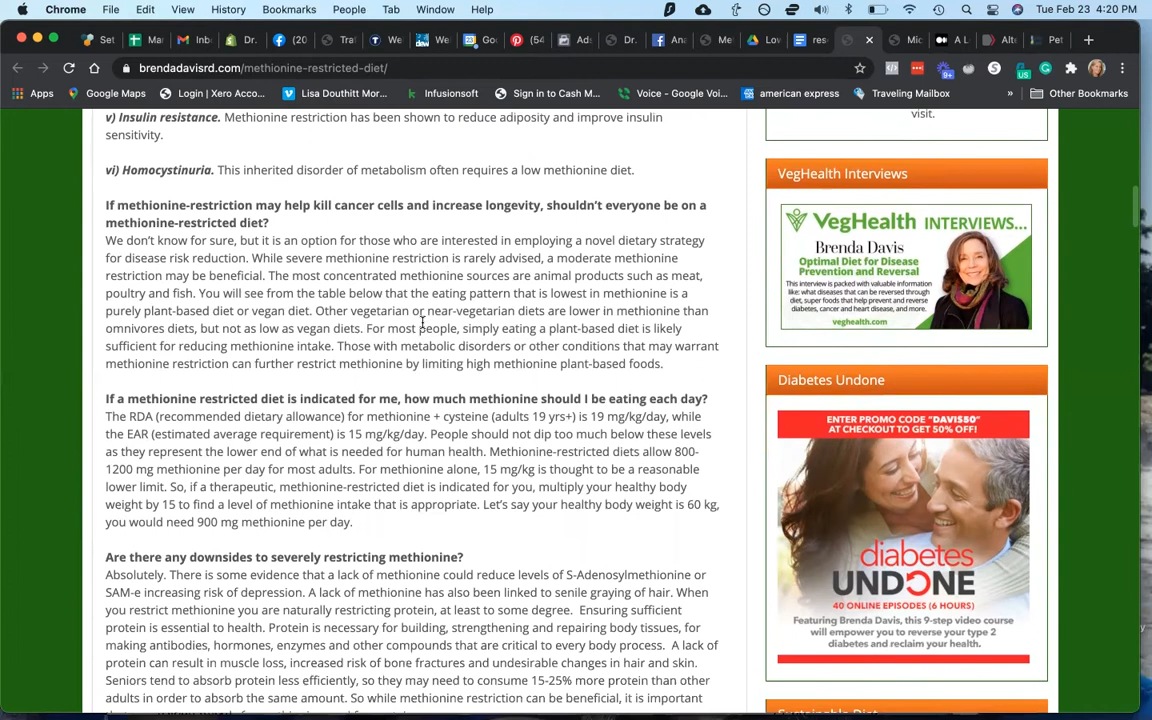 Chrome File Edit View History Bookmarks People Tab Window Help Tue Feb 23 4:20 PM
Set Mar Inb Dr. (20 Tra We We Goo (54 Ads Dr. Ana Me Low res Mic A L Alte Pet
brendadavisrd.com/methionine-restricted-diet/
Apps Google Maps Login | Xero Acco... Lisa Douthitt Mor... Infusionsoft Sign in to Cash M... Voice - Google Voi... american express Traveling Mailbox » Other Bookmarks
v) Insulin resistance. Methionine restriction has been shown to reduce adiposity and improve insulin
sensitivity.
vi) Homocystinuria. This inherited disorder of metabolism often requires a low methionine diet.
If methionine-restriction may help kill cancer cells and increase longevity, shouldn't everyone be on a
methionine-restricted diet?
We don't know for sure, but it is an option for those who are interested in employing a novel dietary strategy
for disease risk reduction. While severe methionine restriction is rarely advised, a moderate methionine
restriction may be beneficial. The most concentrated methionine sources are animal products such as meat,
poultry and fish. You will see from the table below that the eating pattern that is lowest in methionine is a
purely plant-based diet or vegan diet. Other vegetarian or near-vegetarian diets are lower in methionine than
omnivores diets, but not as low as vegan diets. For most people, simply eating a plant-based diet is likely
sufficient for reducing methionine intake. Those with metabolic disorders or other conditions that may warrant
methionine restriction can further restrict methionine by limiting high methionine plant-based foods.
If a methionine restricted diet is indicated for me, how much methionine should I be eating each day?
The RDA (recommended dietary allowance) for methionine + cysteine (adults 19 yrs+) is 19 mg/kg/day, while
the EAR (estimated average requirement) is 15 mg/kg/day. People should not dip too much below these levels
as they represent the lower end of what is needed for human health. Methionine-restricted diets allow 800-
1200 mg methionine per day for most adults. For methionine alone, 15 mg/kg is thought to be a reasonable
lower limit. So, if a therapeutic, methionine-restricted diet is indicated for you, multiply your healthy body
weight by 15 to find a level of methionine intake that is appropriate. Let's say your healthy body weight is 60 kg,
you would need 900 mg methionine per day.
Are there any downsides to severely restricting methionine?
Absolutely. There is some evidence that a lack of methionine could reduce levels of S-Adenosylmethionine or
SAM-e increasing risk of depression. A lack of methionine has also been linked to senile graying of hair. When
you restrict methionine you are naturally restricting protein, at least to some degree. Ensuring sufficient
protein is essential to health. Protein is necessary for building, strengthening and repairing body tissues, for
making antibodies, hormones, enzymes and other compounds that are critical to every body process. A lack of
protein can result in muscle loss, increased risk of bone fractures and undesirable changes in hair and skin.
Seniors tend to absorb protein less efficiently, so they may need to consume 15-25% more protein than other
adults in order to absorb the same amount. So while methionine restriction can be beneficial, it is important
visit.
VegHealth Interviews
VegHealth INTERVIEWS...
Brenda Davis
Optimal Diet for Disease
Prevention and Reversal
This interview is packed with valuable information
like: what diseases that can be reversed through
diet, super foods that help prevent and reverse
diabetes, cancer and heart disease, and more.
veghealth.com
Diabetes Undone
ENTER PROMO CODE "DAVIS50"
AT CHECKOUT TO GET 50% OFF!
diabetes
UNDONE
40 ONLINE EPISODES (6 HOURS)
Featuring Brenda Davis, this 9-step video course
will empower you to reverse your type 2
diabetes and reclaim your health.